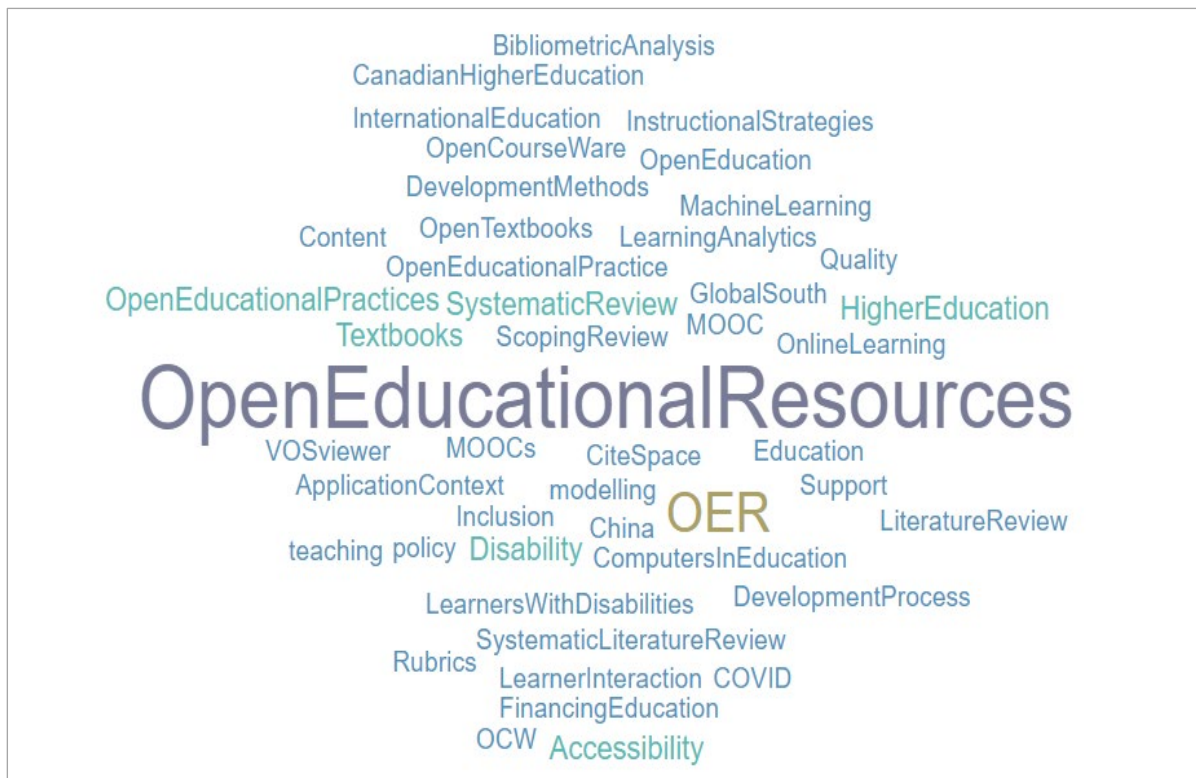 BibliometricAnalysis
CanadianHigherEducation
InternationalEducation InstructionalStrategies
OpenCourseWare OpenEducation
DevelopmentMethods
MachineLearning
Content OpenTextbooks LearningAnalytics
OpenEducationalPractice Quality
OpenEducationalPractices SystematicReview GlobalSouth HigherEducation
Textbooks ScopingReview MOOC OnlineLearning
OpenEducationalResources
VOSviewer MOOCs CiteSpace Education
ApplicationContext modelling OER Support
Inclusion China LiteratureReview
teaching policy Disability ComputersInEducation
LearnersWithDisabilities DevelopmentProcess
SystematicLiteratureReview
Rubrics LearnerInteraction COVID
FinancingEducation
OCW Accessibility